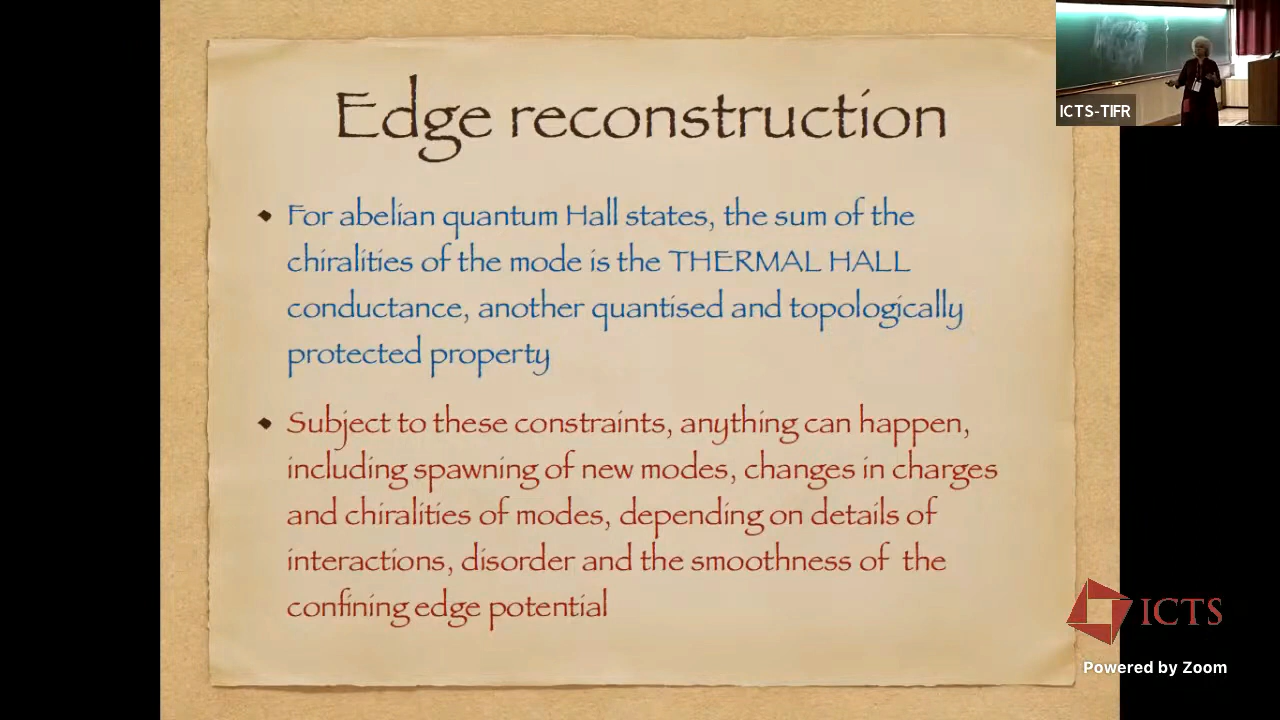 Edge reconstruction
For abelian quantum Hall states, the sum of the
chiralities of the mode is the THERMAL HALL
conductance, another quantised and topologically
protected property
Subject to these constraints, anything can happen,
including spawning of new modes, changes in charges
and chiralities of modes, depending on details of
interactions, disorder and the smoothness of the
confining edge potential
ICTS-TIFR
ICTS
Powered by Zoom